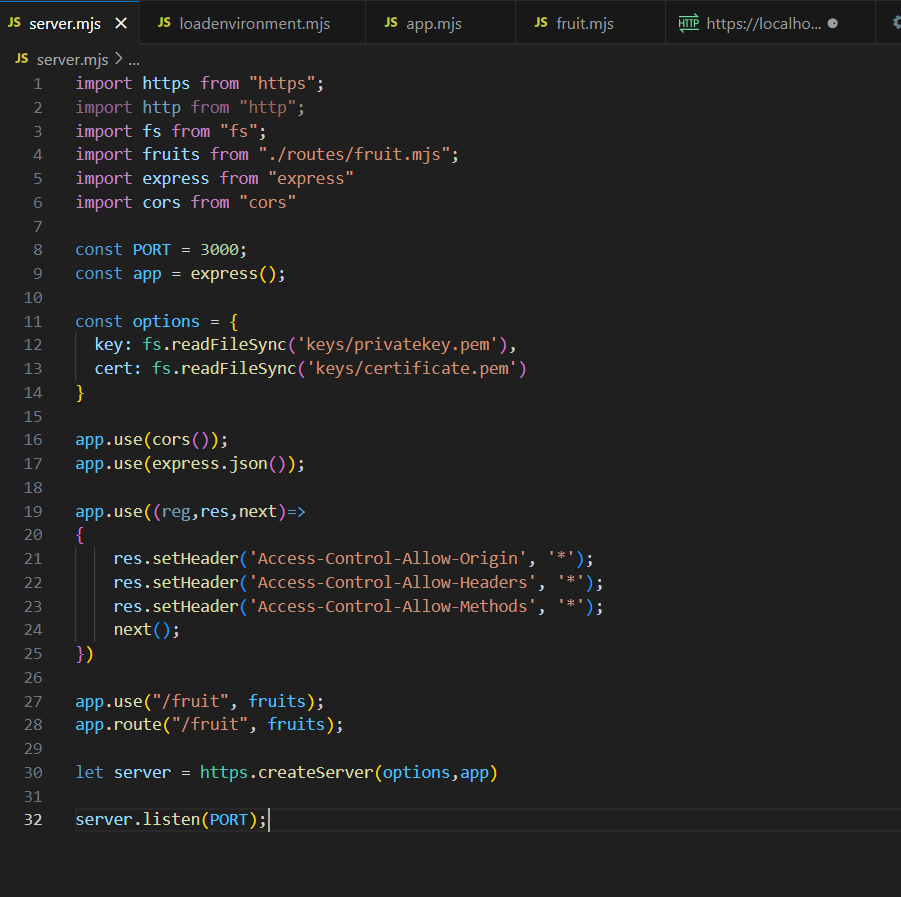 JS server.mjs ×
JS loadenvironment.mjs
JS app.mjs
JS fruit.mjs
HTTP https://localho... ●
JS server.mjs > ...
1 import https from "https";
2 import http from "http";
3 import fs from "fs";
4 import fruits from "./routes/fruit.mjs";
5 import express from "express"
6 import cors from "cors"
7
8 const PORT = 3000;
9 const app = express();
10
11 const options = {
12 key: fs.readFileSync('keys/privatekey.pem'),
13 cert: fs.readFileSync('keys/certificate.pem')
14 }
15
16 app.use(cors());
17 app.use(express.json());
18
19 app.use((reg,res,next)=>
20 {
21 res.setHeader('Access-Control-Allow-Origin', '*');
22 res.setHeader('Access-Control-Allow-Headers', '*');
23 res.setHeader('Access-Control-Allow-Methods', '*');
24 next();
25 })
26
27 app.use("/fruit", fruits);
28 app.route("/fruit", fruits);
29
30 let server = https.createServer(options,app)
31
32 server.listen(PORT);